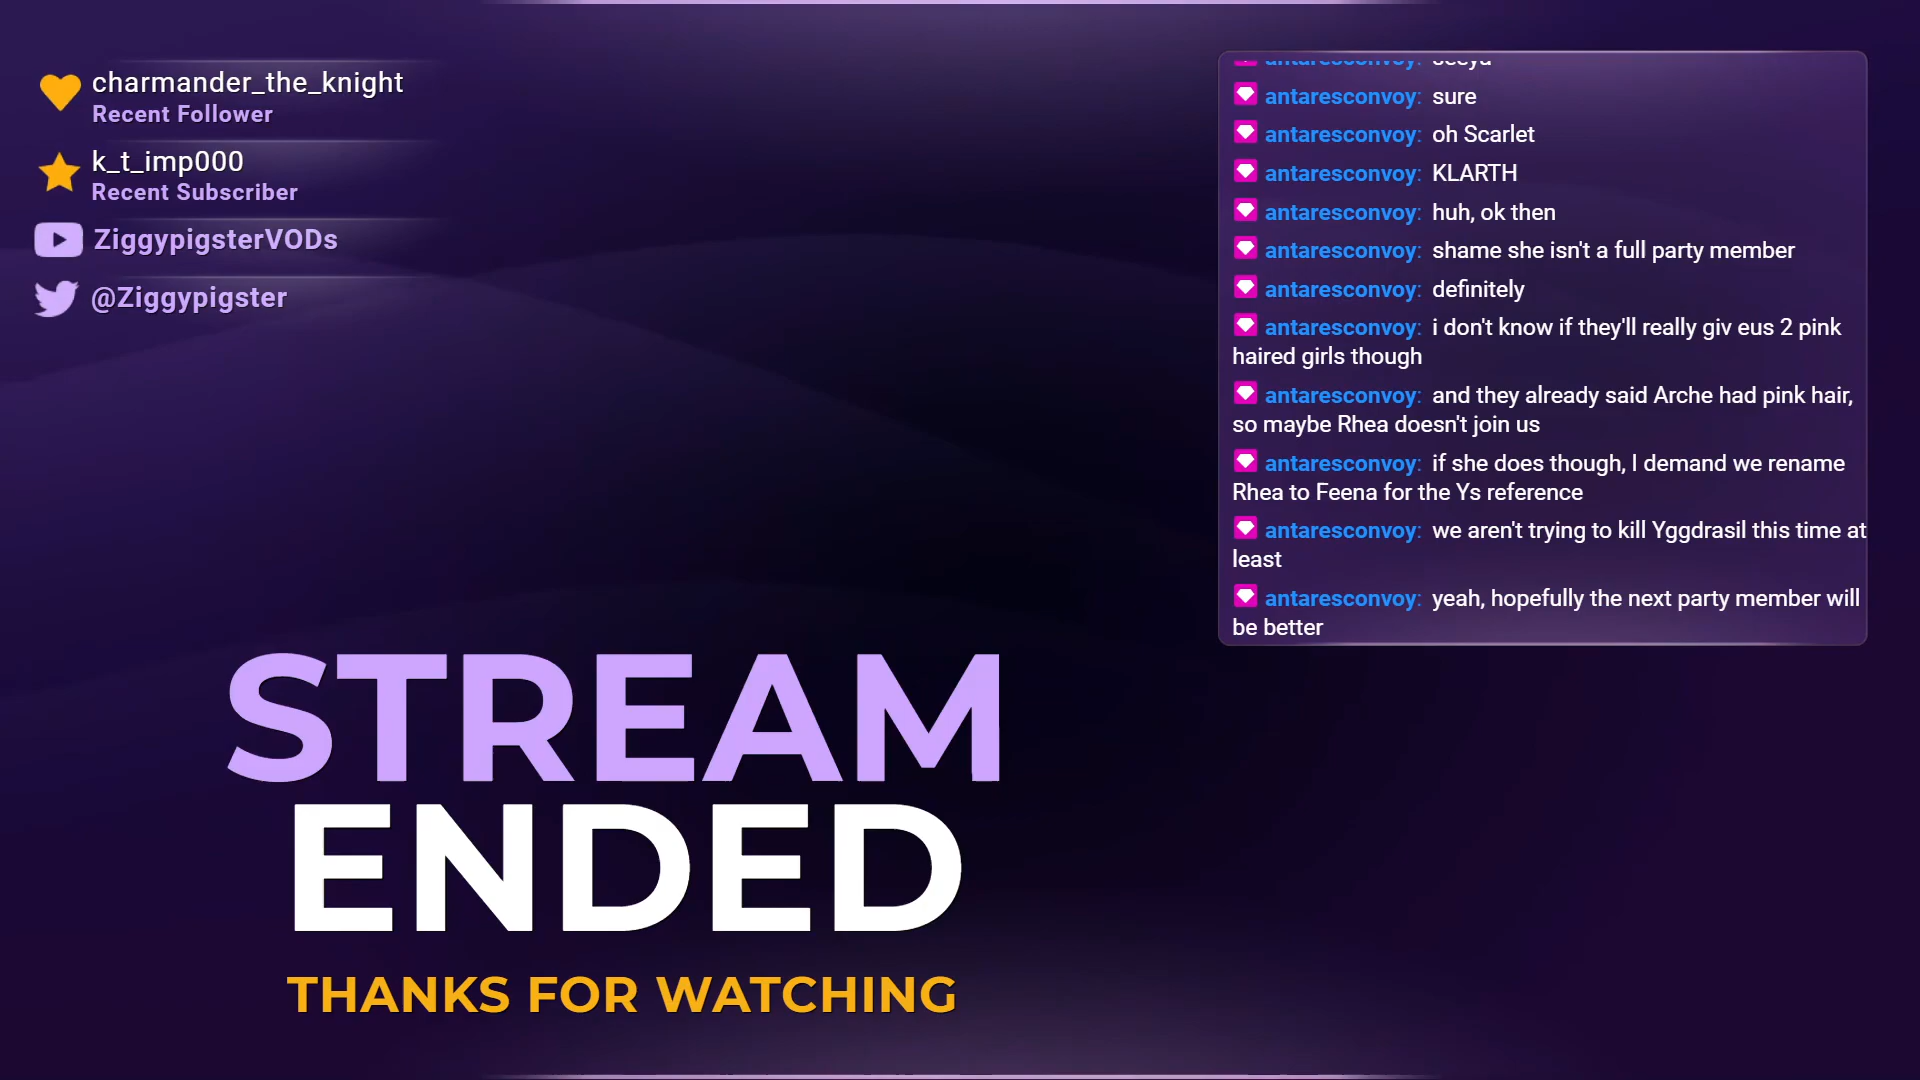 charmander_the_knight
Recent Follower
k_t_imp000
Recent Subscriber
ZiggypigsterVODs
@Ziggypigster
antaresconvoy: seeya
antaresconvoy: sure
antaresconvoy: oh Scarlet
antaresconvoy: KLARTH
antaresconvoy: huh, ok then
antaresconvoy: shame she isn't a full party member
antaresconvoy: definitely
antaresconvoy: i don't know if they'll really giv eus 2 pink
haired girls though
antaresconvoy: and they already said Arche had pink hair,
so maybe Rhea doesn't join us
antaresconvoy: if she does though, I demand we rename
Rhea to Feena for the Ys reference
antaresconvoy: we aren't trying to kill Yggdrasil this time at
least
antaresconvoy: yeah, hopefully the next party member will
be better
STREAM
ENDED
THANKS FOR WATCHING